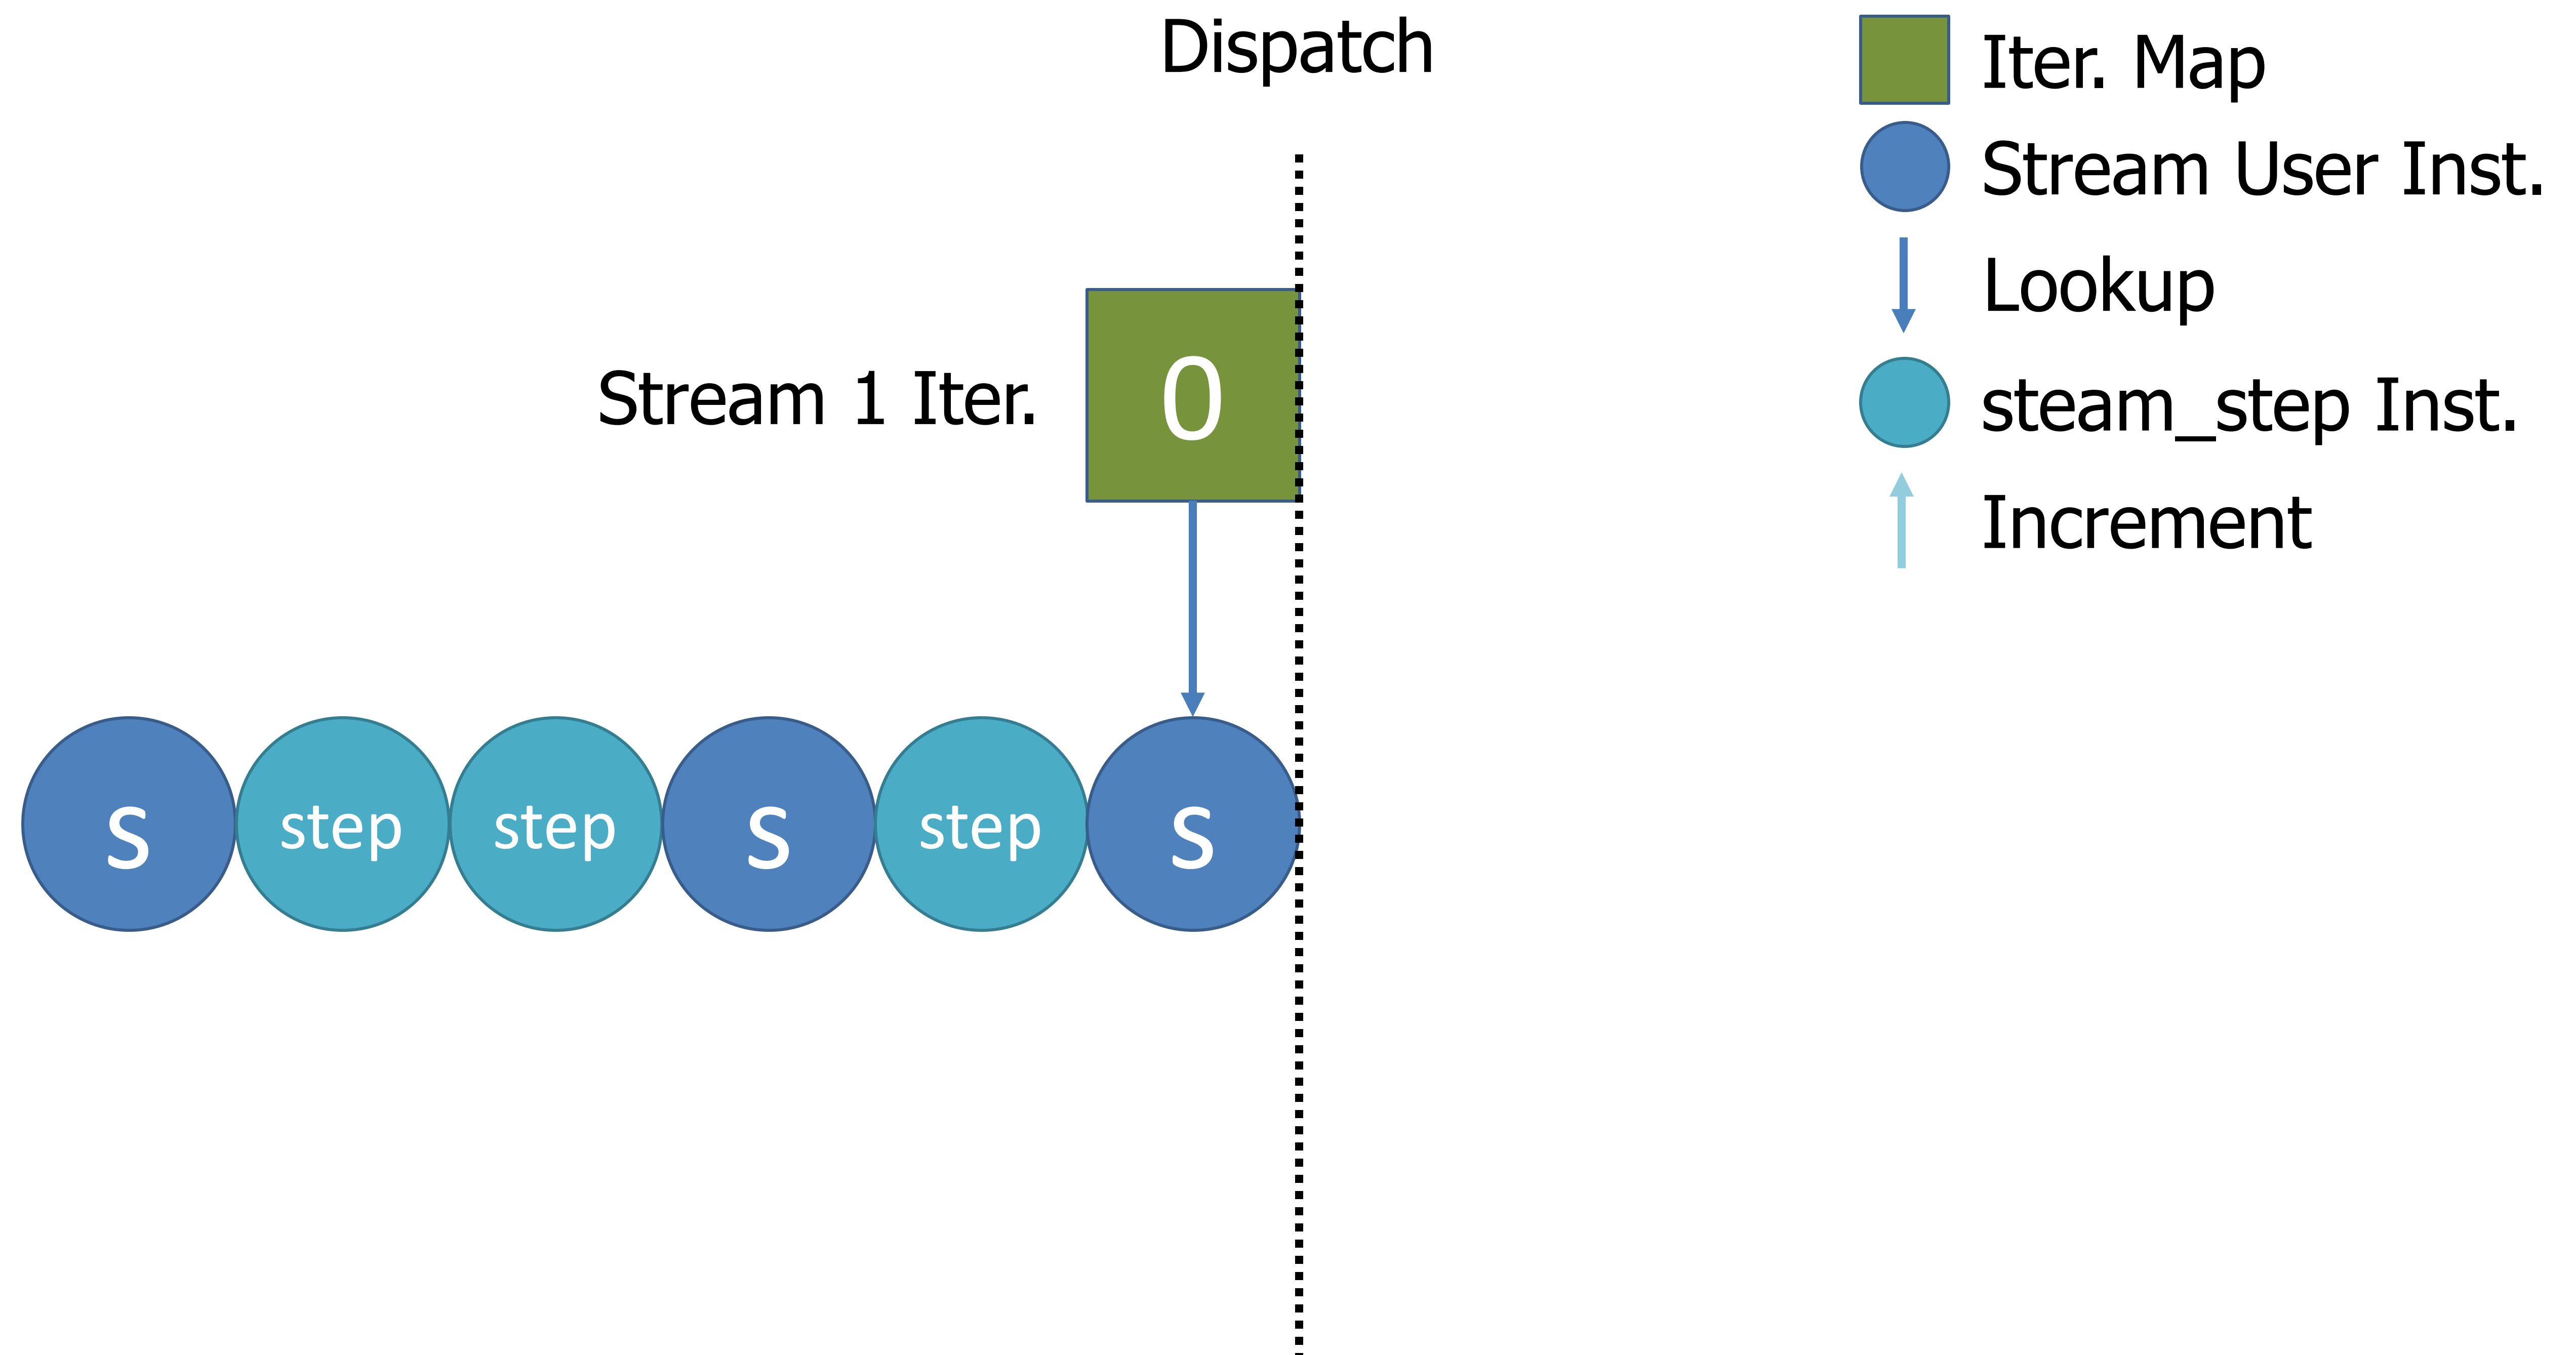 Dispatch
Iter. Map
Stream User Inst.
Lookup
steam_step Inst.
Increment
Stream 1 Iter.
0
s step step s step s